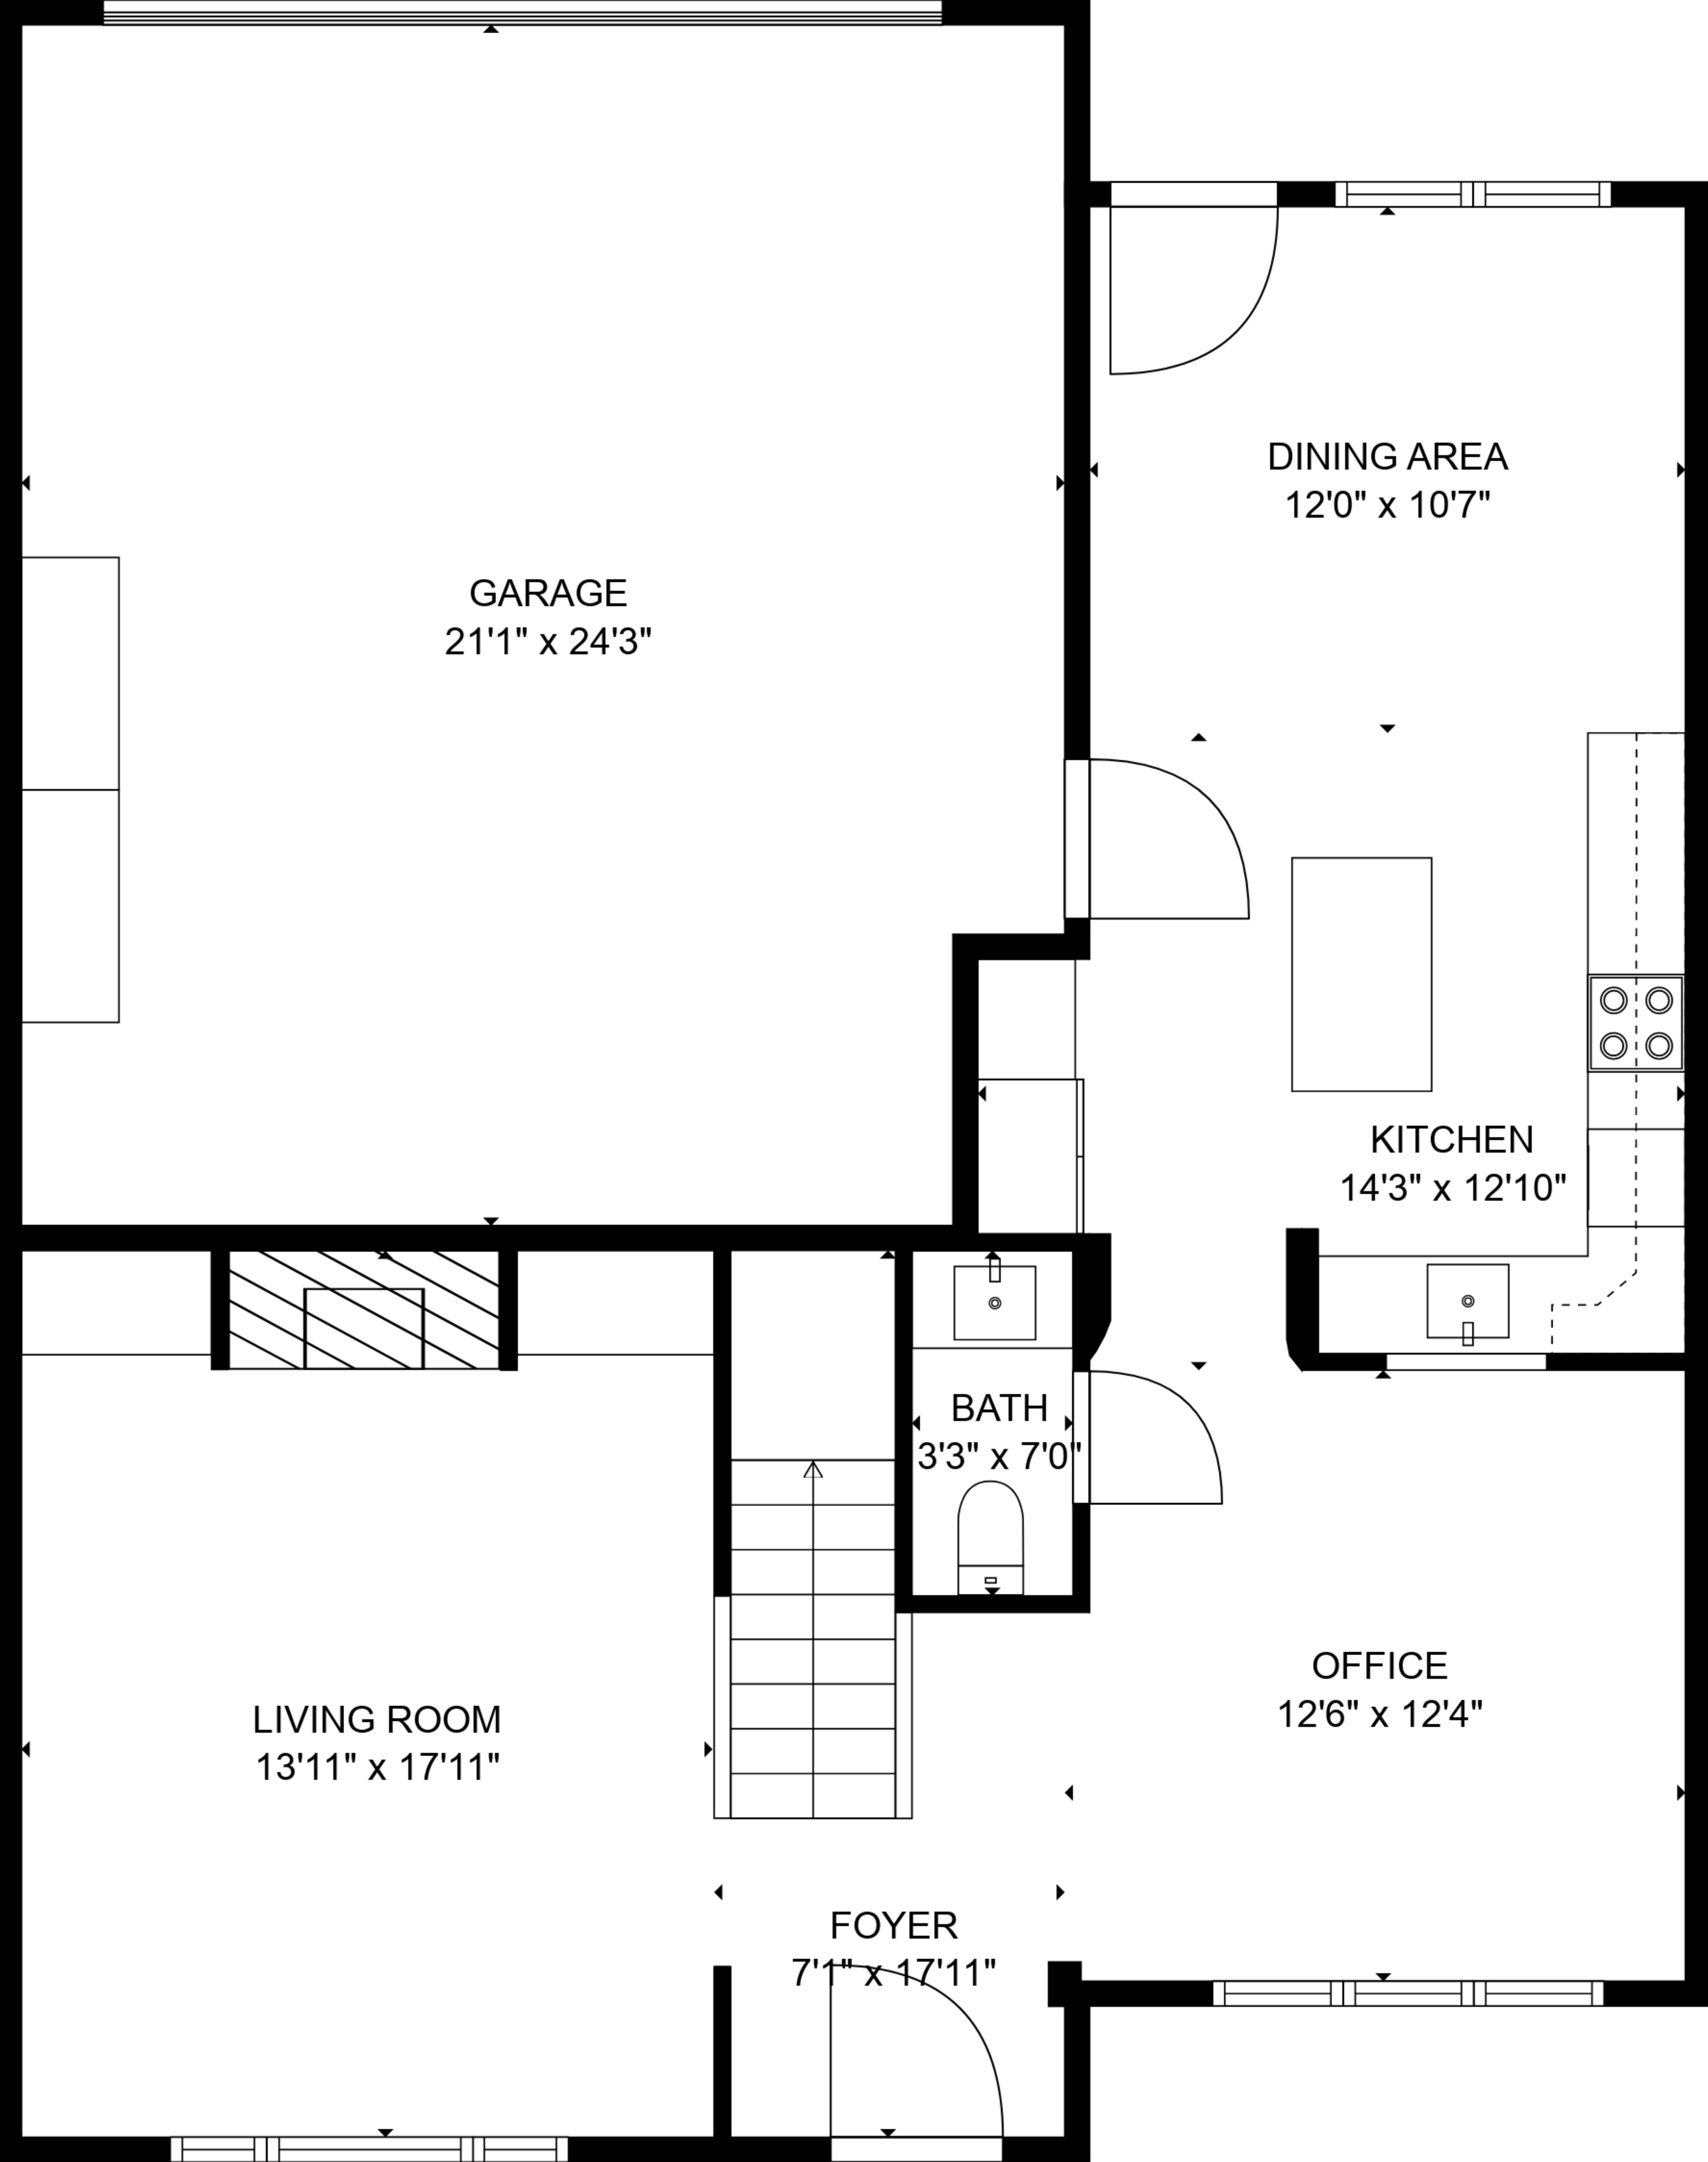 DINING AREA
12'0" x 10'7"
GARAGE
21'1" x 24'3"
KITCHEN
14'3" x 12'10"
BATH
3'3" x 7'0"
OFFICE
12'6" x 12'4"
LIVING ROOM
13'11" x 17'11"
FOYER
7'1" x 17'11"